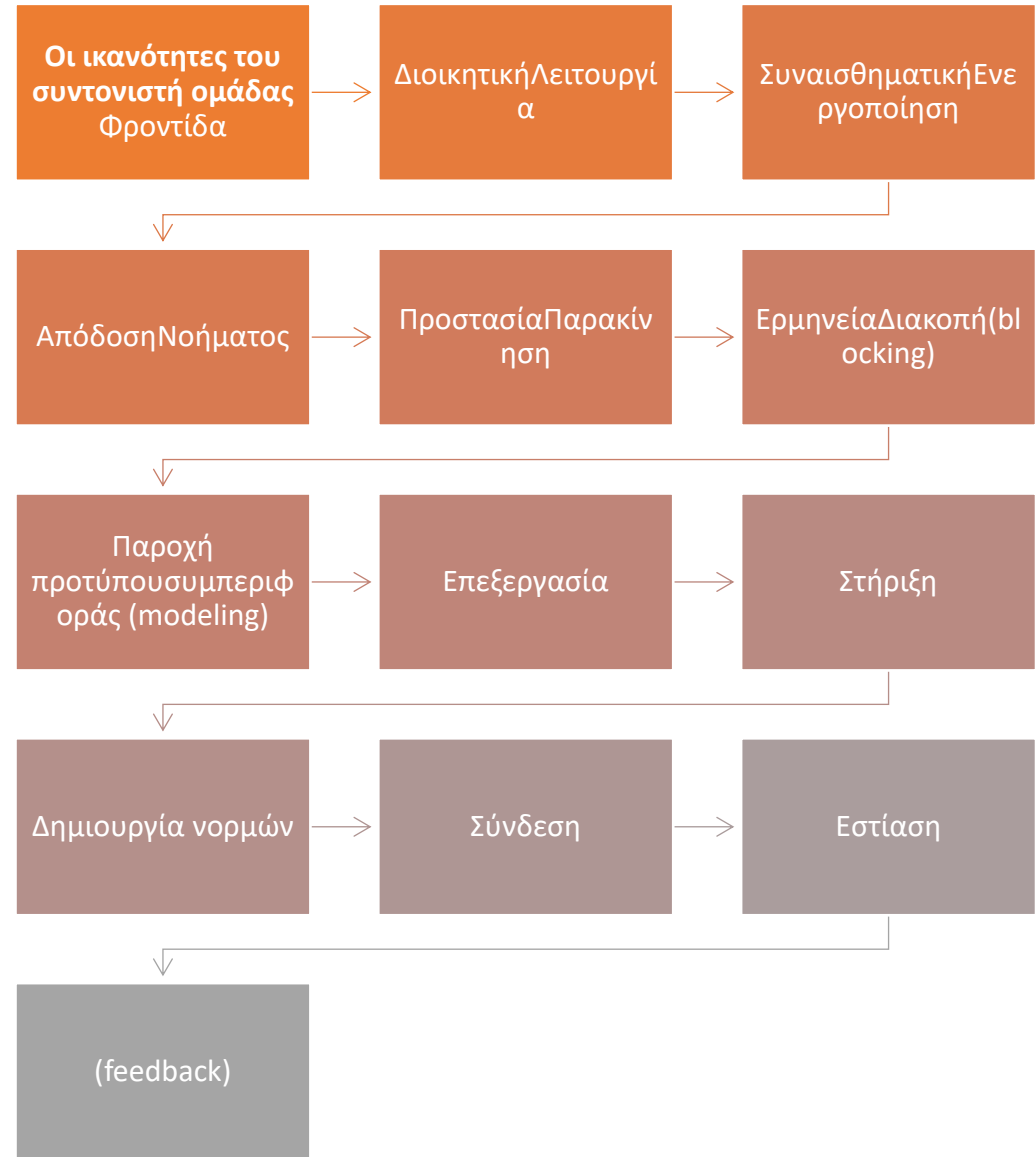 Οι ικανότητες του
συντονιστή ομάδας
Φροντίδα
ΔιοικητικήΛειτουργί
α
ΣυναισθηματικήΕνε
ργοποίηση
ΑπόδοσηΝοήματος
ΠροστασίαΠαρακίν
ηση
ΕρμηνείαΔιακοπή(bl
ocking)
Παροχή
προτύπουσυμπεριφ
οράς (modeling)
Επεξεργασία
Στήριξη
Δημιουργία νορμών
Σύνδεση
Εστίαση
(feedback)